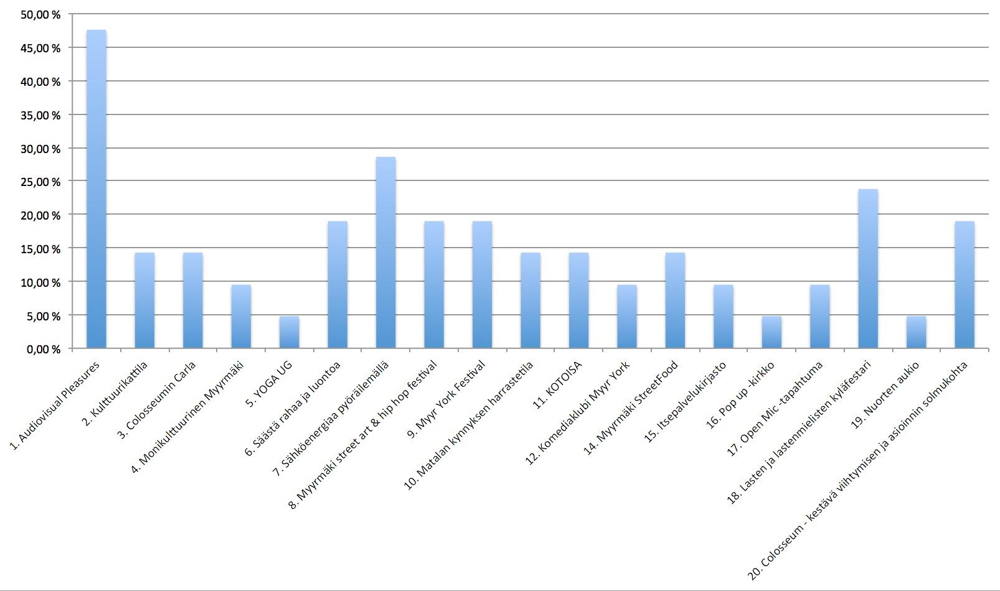 50,00 %
45,00 %
40,00 %
35,00 %
30,00 %
25,00 %
20,00 %
15,00 %
10,00 %
5,00 %
0,00 %
1. Audiovisual Pleasures
2. Kulttuurikattila
3. Colosseumin Carla
4. Monikulttuurinen Myyrmäki
5. YOGA UG
6. Säästä rahaa ja luontoa
7. Sähköenergiaa pyöräilemällä
8. Myyrmäki street art & hip hop festival
9. Myyr York Festival
10. Matalan kynnyksen harrastetila
11. KOTOISA
12. Komediaklubi Myyr York
14. Myyrmäki StreetFood
15. Itsepalvelukirjasto
16. Pop up -kirkko
17. Open Mic -tapahtuma
18. Lasten ja lastenmielisten kyläfestari
19. Nuorten aukio
20. Colosseum - kestävä viihtymisen ja asioinnin solmukohta